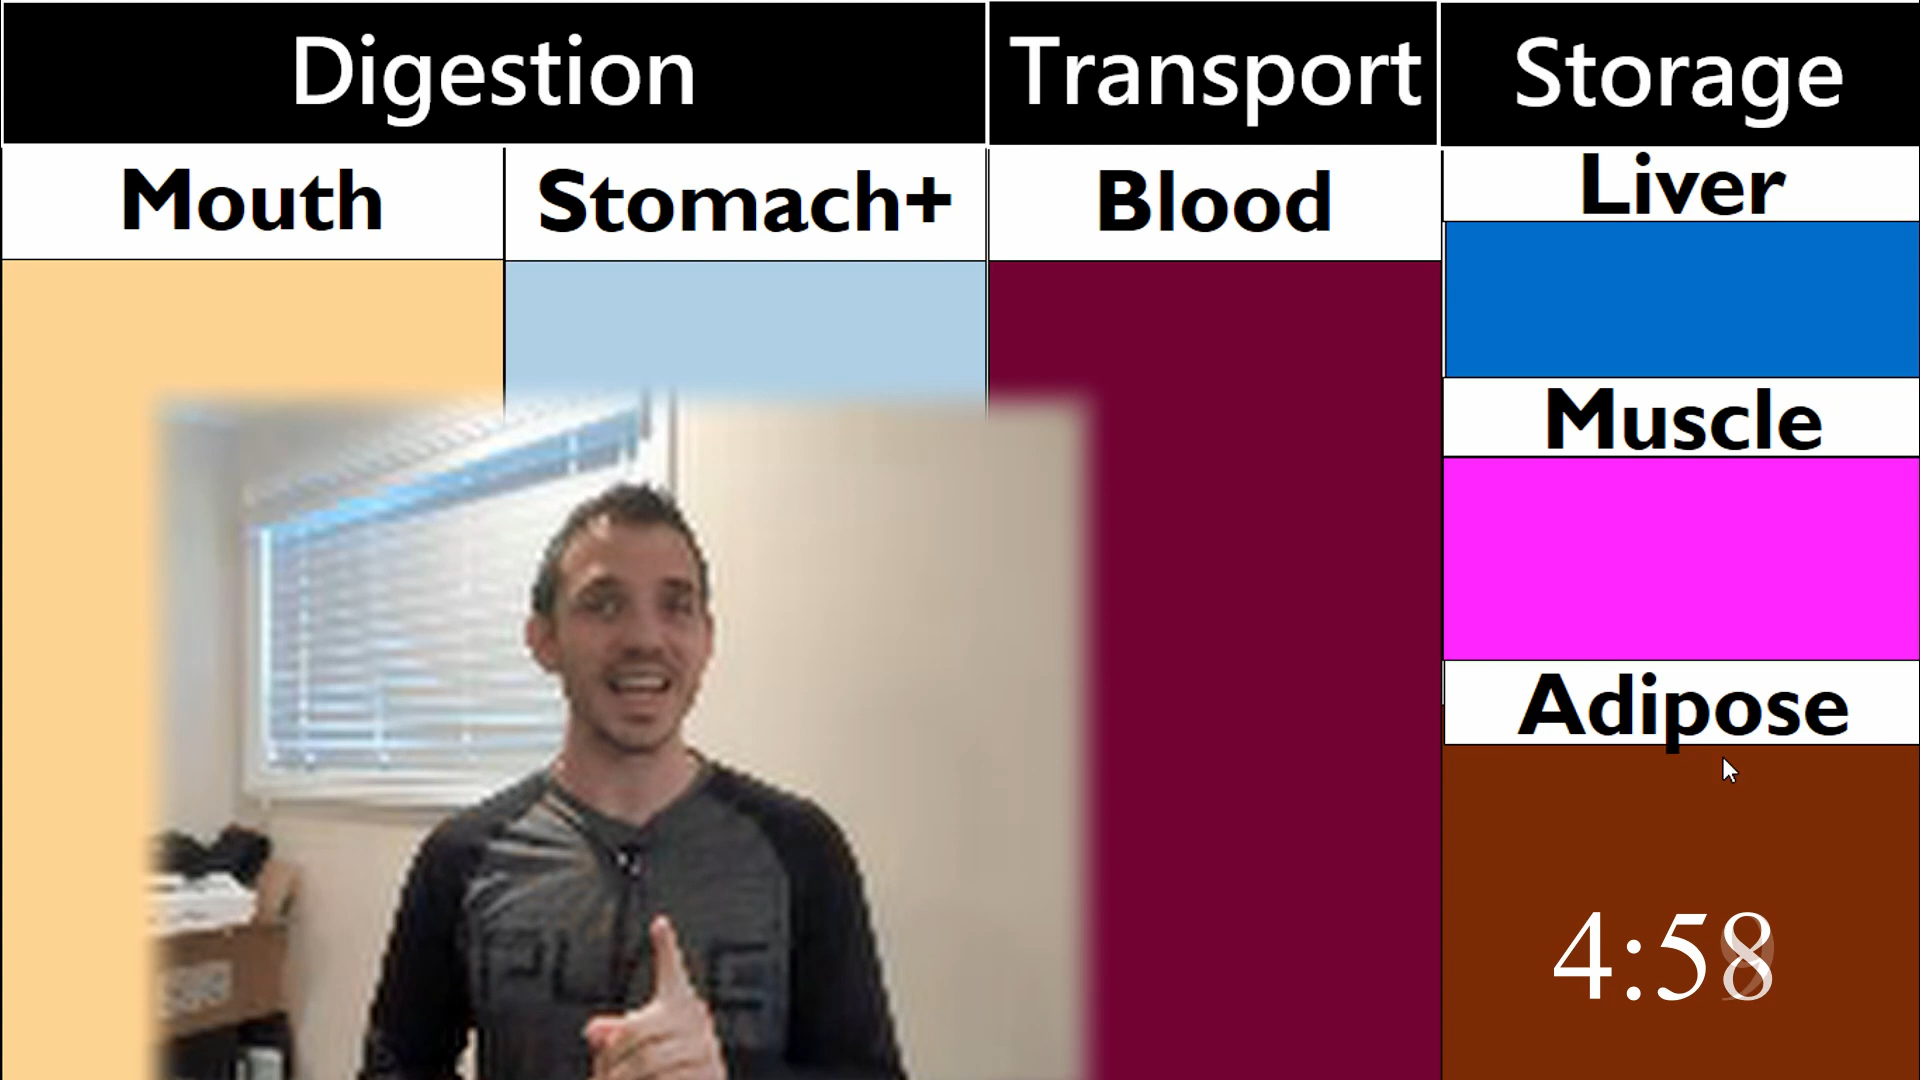 Digestion
Transport
Storage
Mouth
Stomach+
Blood
Liver
Muscle
Adipose
4:58